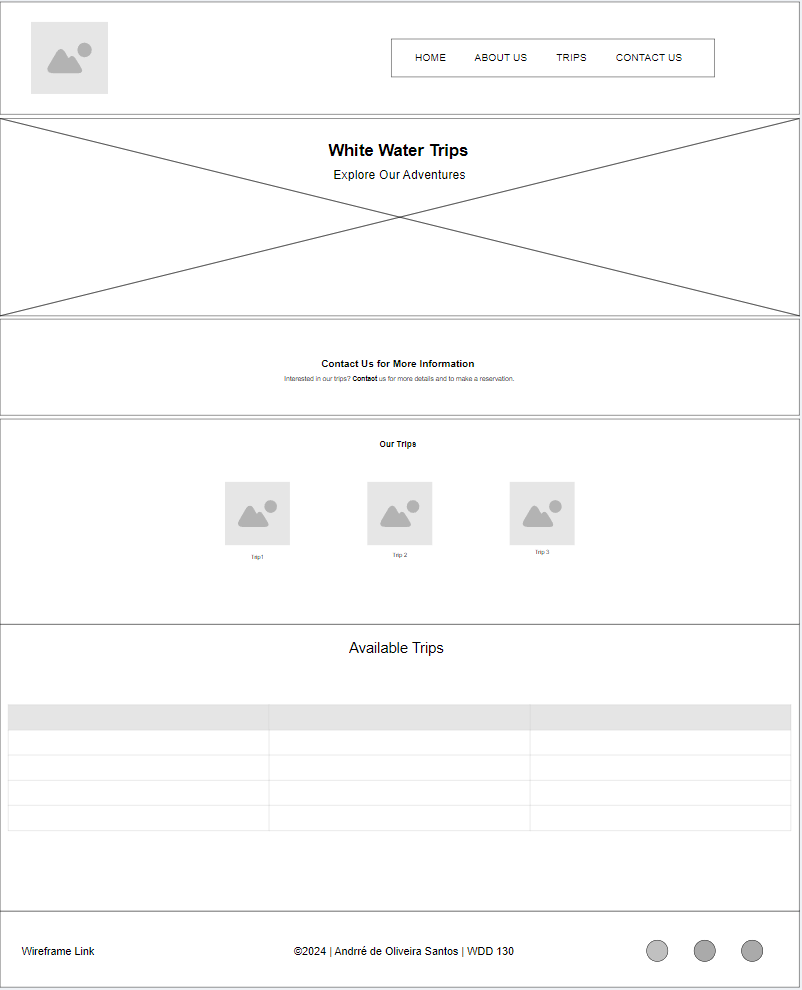 HOME ABOUT US TRIPS CONTACT US
White Water Trips
Explore Our Adventures
Contact Us for More Information
Interested in our trips? Contact us for more details and to make a reservation.
Our Trips
Trip1
Trip 2
Trip 3
Available Trips
Wireframe Link
©2024 | Andrré de Oliveira Santos | WDD 130